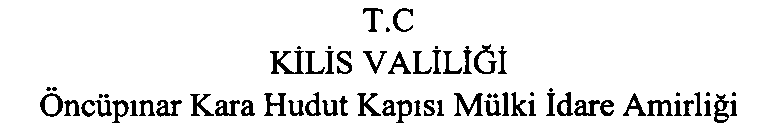 T.C
KİLİS VALİLİĞİ
Öncüpınar Kara Hudut Kapısı Mülki İdare Amirliği